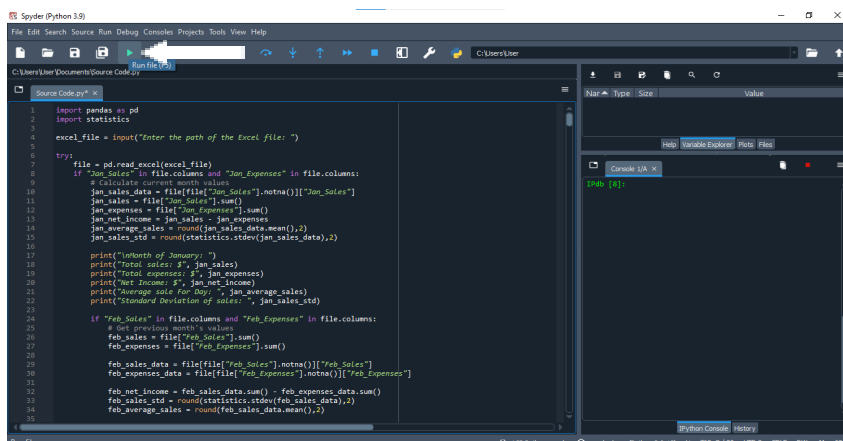 Spyder (Python 3.9)
File Edit Search Source Run Debug Consoles Projects Tools View Help
C:\Users\User
Run file (F5)
C:\Users\User\Documents\Source Code.py
Source Code.py* ×
Nar Type Size Value
1 import pandas as pd
2 import statistics
3
4 excel_file = input("Enter the path of the Excel file: ")
5
6 try:
7 file = pd.read_excel(excel_file)
8 if "Jan_Sales" in file.columns and "Jan_Expenses" in file.columns:
9 # Calculate current month values
10 jan_sales_data = file[file["Jan_Sales"].notna()]["Jan_Sales"]
11 jan_sales = file["Jan_Sales"].sum()
12 jan_expenses = file["Jan_Expenses"].sum()
13 jan_net_income = jan_sales - jan_expenses
14 jan_average_sales = round(jan_sales_data.mean(),2)
15 jan_sales_std = round(statistics.stdev(jan_sales_data),2)
16
17 print("\nMonth of January: ")
18 print("Total sales: $", jan_sales)
19 print("Total expenses: $", jan_expenses)
20 print("Net Income: $", jan_net_income)
21 print("Average sale For Day: ", jan_average_sales)
22 print("Standard Deviation of sales: ", jan_sales_std)
23
24 if "Feb_Sales" in file.columns and "Feb_Expenses" in file.columns:
25 # Get previous month's values
26 feb_sales = file["Feb_Sales"].sum()
27 feb_expenses = file["Feb_Expenses"].sum()
28
29 feb_sales_data = file[file["Feb_Sales"].notna()]["Feb_Sales"]
30 feb_expenses_data = file[file["Feb_Expenses"].notna()]["Feb_Expenses"]
31
32 feb_net_income = feb_sales_data.sum() - feb_expenses_data.sum()
33 feb_sales_std = round(statistics.stdev(feb_sales_data),2)
34 feb_average_sales = round(feb_sales_data.mean(),2)
35
Help Variable Explorer Plots Files
Console 1/A ×
IPdb [8]:
IPython Console History